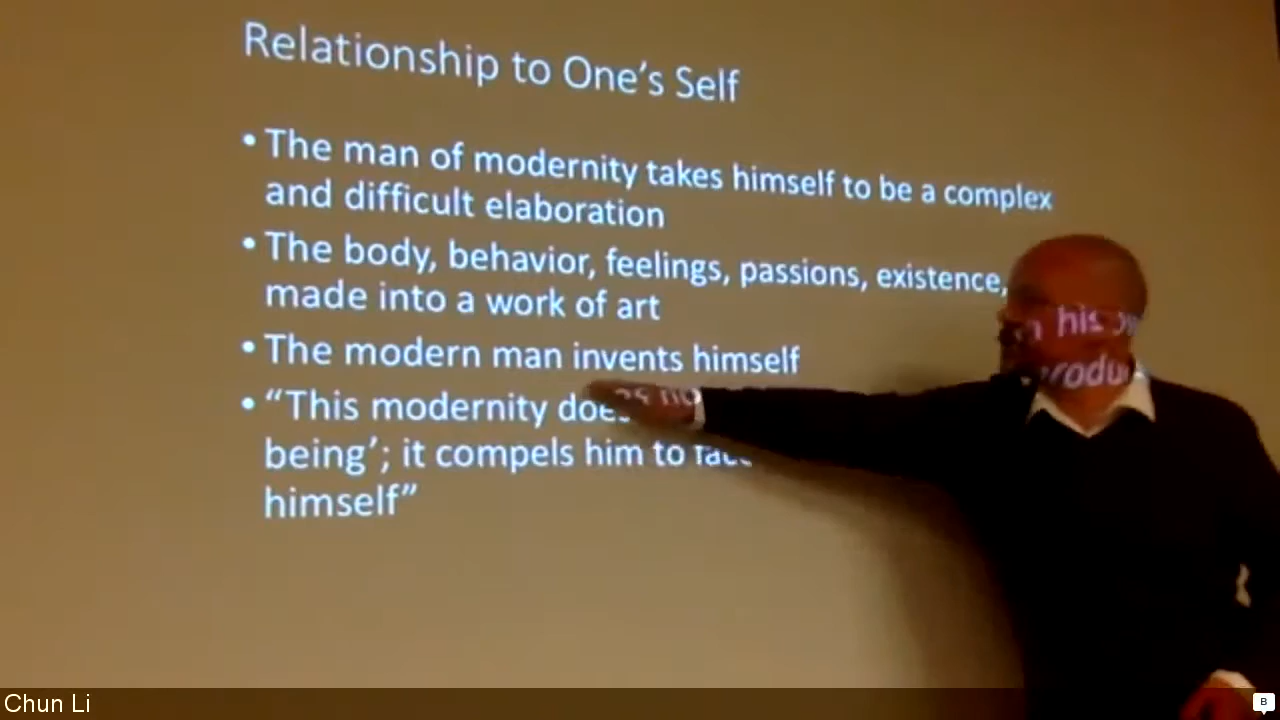 Relationship to One's Self
• The man of modernity takes himself to be a complex
and difficult elaboration
• The body, behavior, feelings, passions, existence,
made into a work of art
• The modern man invents himself
• “This modernity his
being’; it compels him to
himself”
Chun Li
B